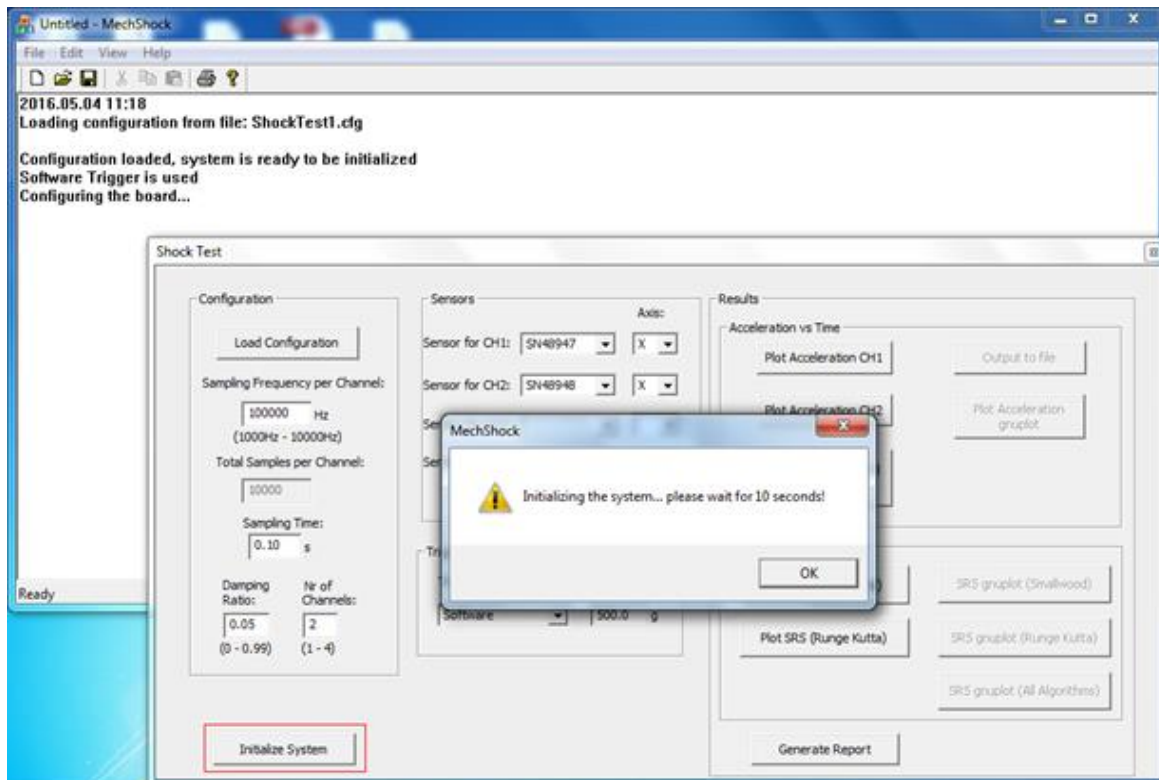 Untitled - MechShock
File Edit View Help
2016.05.04 11:18
Loading configuration from file: ShockTest1.cfg
Configuration loaded, system is ready to be initialized
Software Trigger is used
Configuring the board...
Shock Test
Configuration
Load Configuration
Sampling Frequency per Channel:
100000 Hz
(1000Hz - 10000Hz)
Total Samples per Channel:
10000
Sampling Time:
0.10 s
Damping Ratio:
Nr of Channels:
0.05 2
(0 - 0.99) (1 - 4)
Initialize System
Sensors
Axis:
Sensor for CH1: SN48947 X
Sensor for CH2: SN48948 X
MechShock
Initializing the system... please wait for 10 seconds!
OK
Software 500.0 g
Results
Acceleration vs Time
Plot Acceleration CH1
Output to file
Plot Acceleration CH2
Plot Acceleration
gnuplot
SRS gnuplot (Smallwood)
Plot SRS (Runge Kutta)
SRS gnuplot (Runge Kutta)
SRS gnuplot (All Algorithms)
Generate Report
Ready